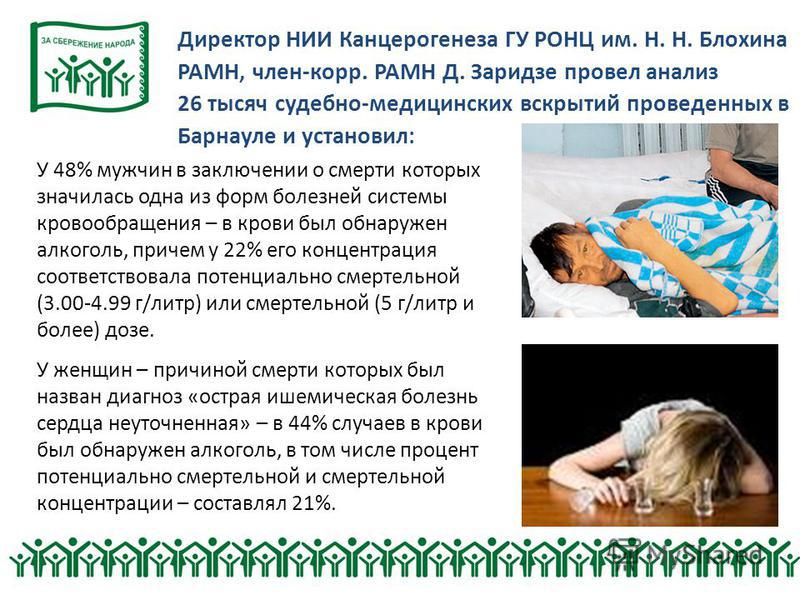 ЗА СБЕРЕЖЕНИЕ НАРОДА
Директор НИИ Канцерогенеза ГУ РОНЦ им. Н. Н. Блохина
РАМН, член-корр. РАМН Д. Заридзе провел анализ
26 тысяч судебно-медицинских вскрытий проведенных в
Барнауле и установил:
У 48% мужчин в заключении о смерти которых
значилась одна из форм болезней системы
кровообращения – в крови был обнаружен
алкоголь, причем у 22% его концентрация
соответствовала потенциально смертельной
(3.00-4.99 г/литр) или смертельной (5 г/литр и
более) дозе.
У женщин – причиной смерти которых был
назван диагноз «острая ишемическая болезнь
сердца неуточненная» – в 44% случаев в крови
был обнаружен алкоголь, в том числе процент
потенциально смертельной и смертельной
концентрации – составлял 21%.
MyShared